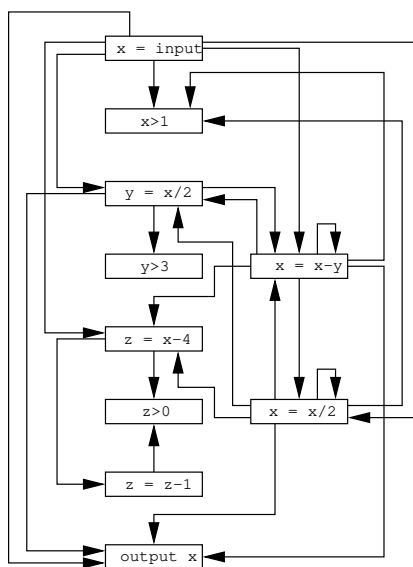 x = input
x>1
y = x/2
y>3
x = x-y
z = x-4
z>0
x = x/2
z = z-1
output x